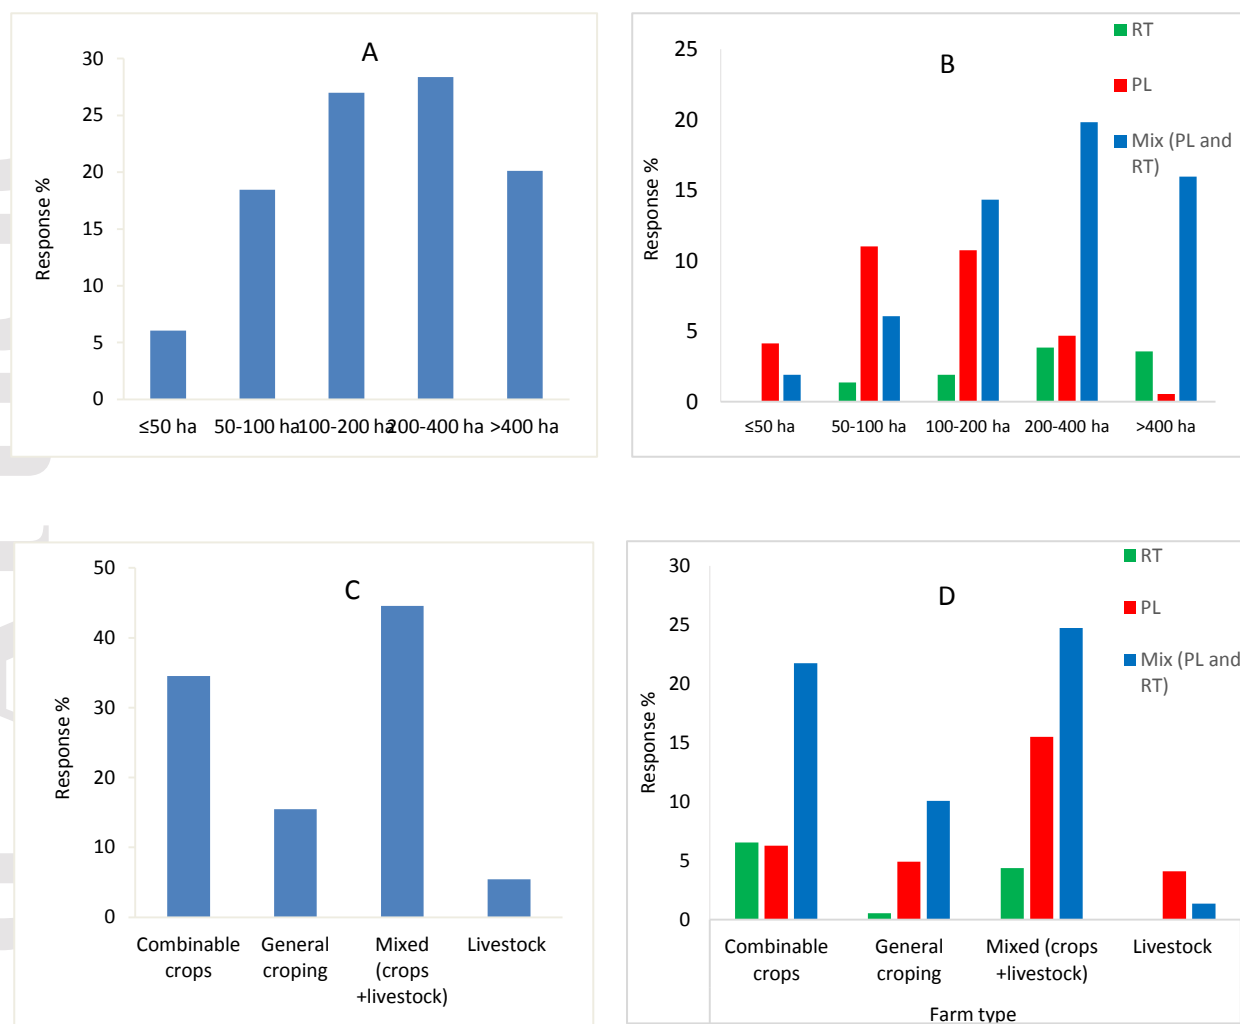 A
Response %
30
25
20
15
10
5
0
≤50 ha
50-100 ha
100-200 ha
200-400 ha
>400 ha
B
Response %
25
20
15
10
5
0
≤50 ha
50-100 ha
100-200 ha
200-400 ha
>400 ha
RT
PL
Mix (PL and
RT)
C
Response %
50
40
30
20
10
0
Combinable
crops
General
croping
Mixed
(crops
+livestock)
Livestock
D
Response %
30
25
20
15
10
5
0
Combinable
crops
General
croping
Mixed (crops
+livestock)
Livestock
Farm type
RT
PL
Mix (PL and
RT)